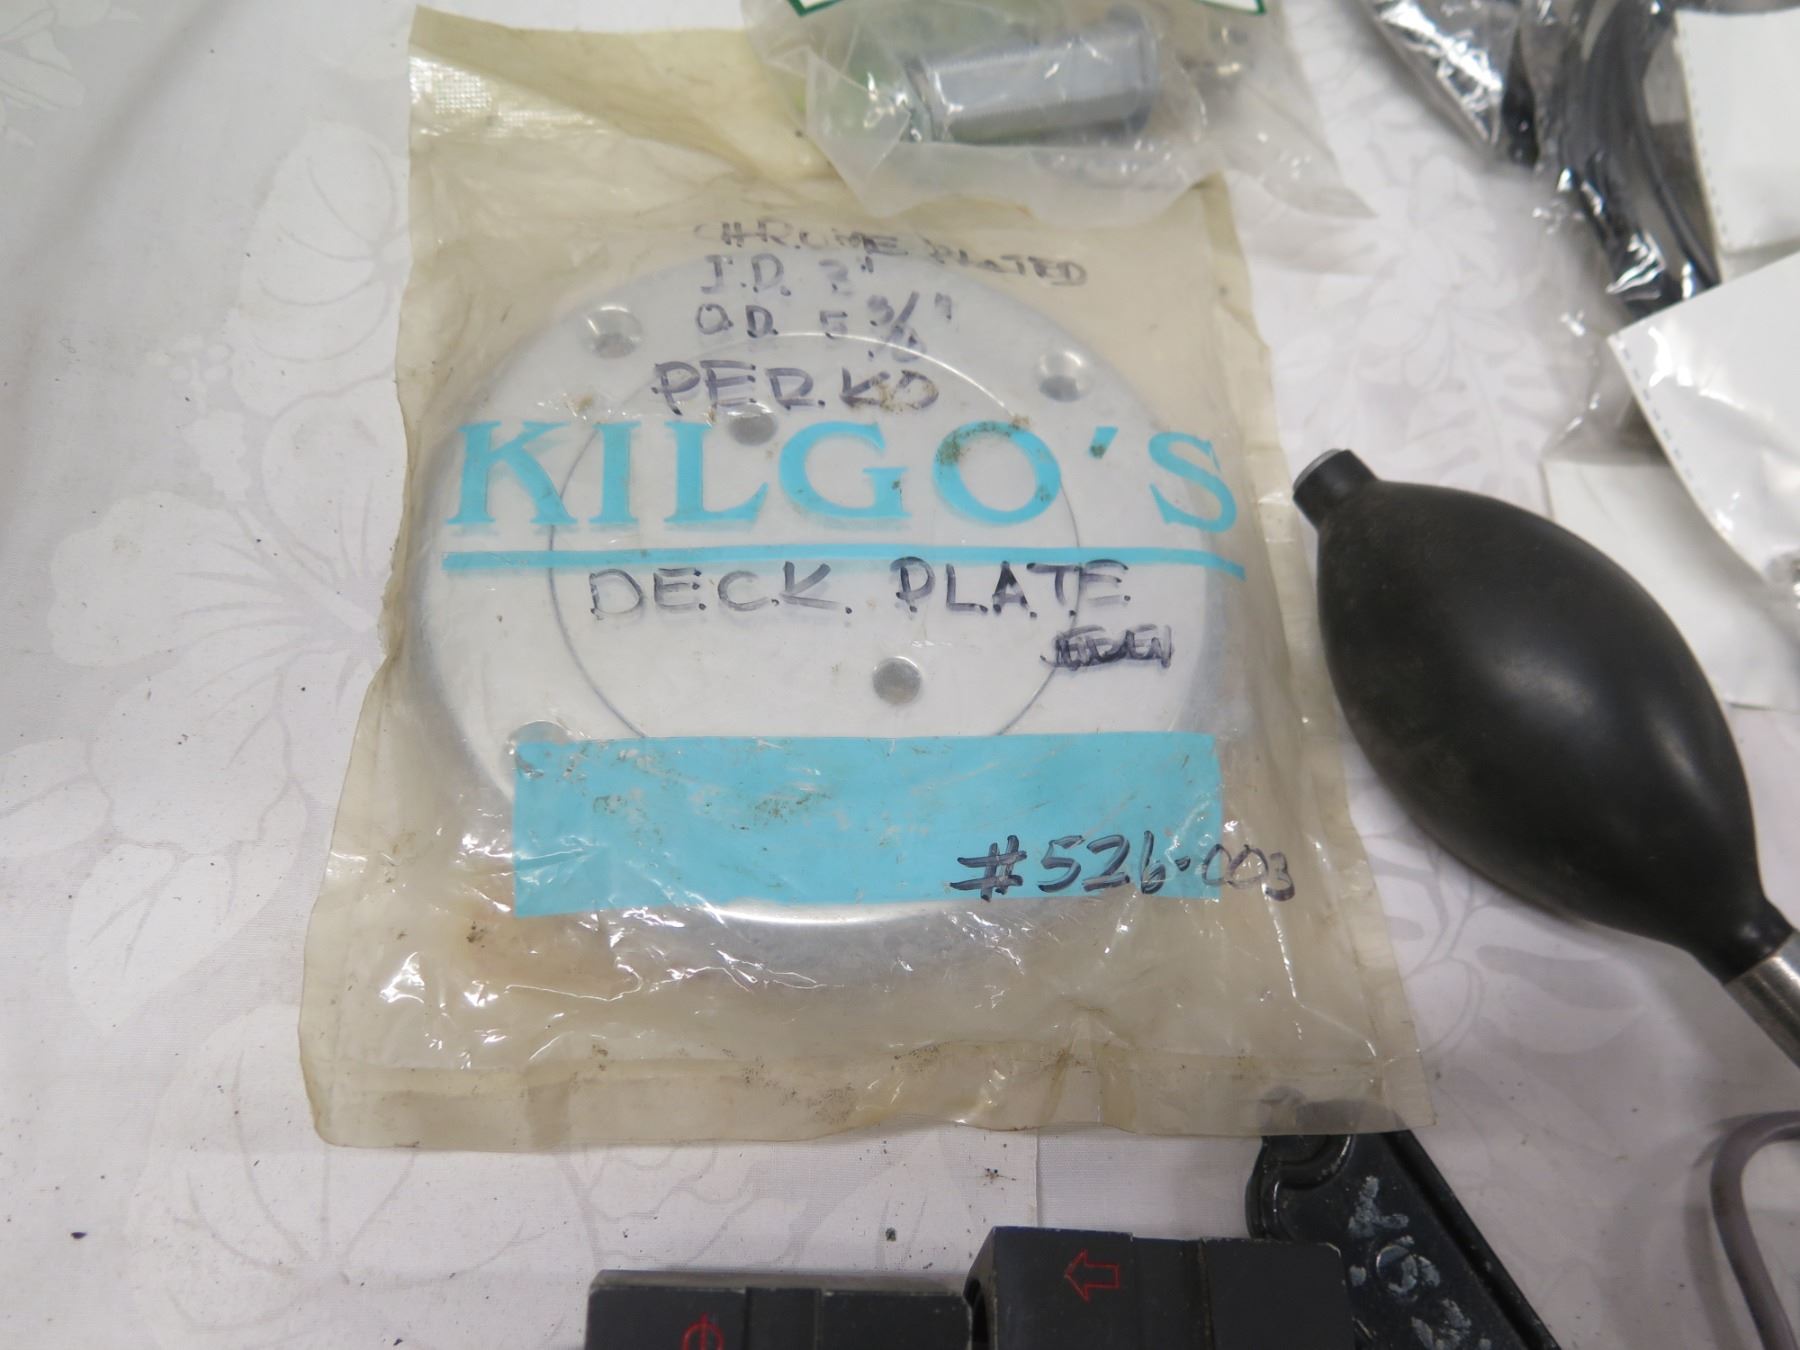 CHROME PLATED
I.D. 3"
O.D. 5 3/8"
PERKO
KILGO'S
DECK PLATE
#526-003